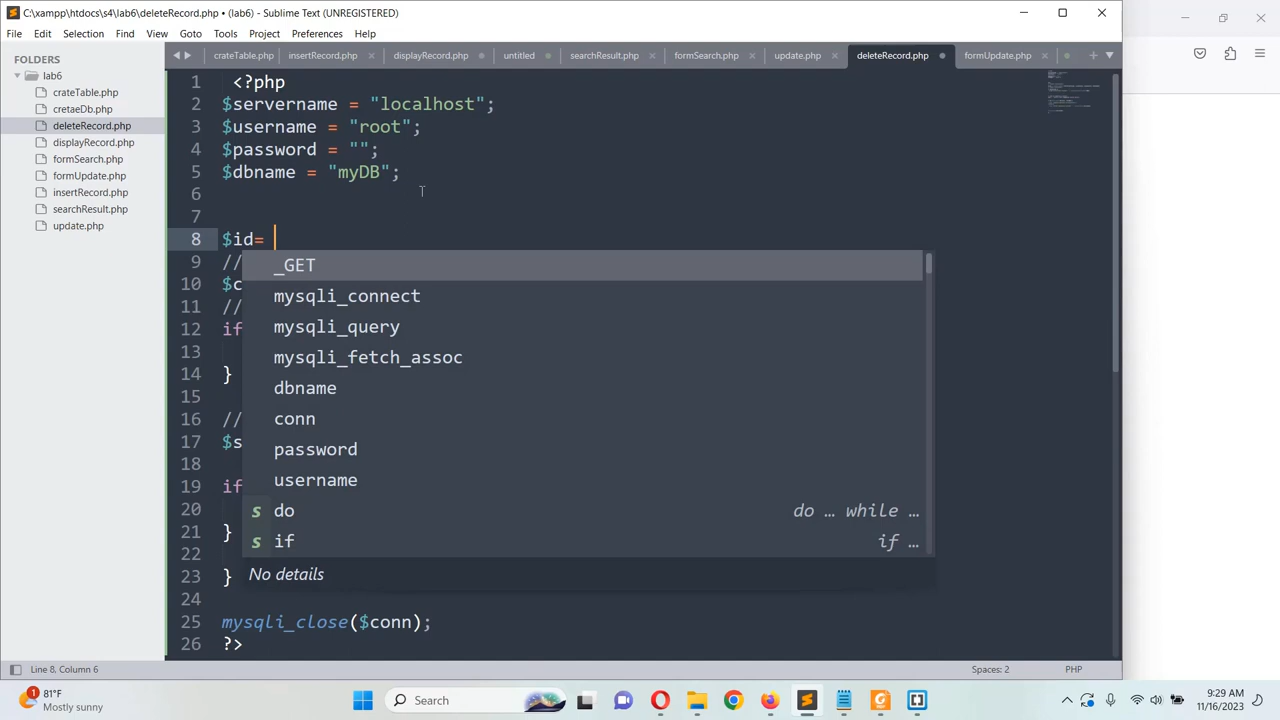 C:\xampp\htdocs\s4\lab6\deleteRecord.php • (lab6) - Sublime Text (UNREGISTERED)
File Edit Selection Find View Goto Tools Project Preferences Help
FOLDERS
lab6
crateTable.php
cretaeDb.php
deleteRecord.php
displayRecord.php
formSearch.php
formUpdate.php
insertRecord.php
searchResult.php
update.php
crateTable.php insertRecord.php displayRecord.php untitled searchResult.php formSearch.php update.php deleteRecord.php formUpdate.php
1 <?php
2 $servername = "localhost";
3 $username = "root";
4 $password = "";
5 $dbname = "myDB";
6
7
8 $id=
9 //
10 $c
11 //
12 if
13
14 }
15
16 //
17 $s
18
19 if
20
21 }
22
23 }
24
25 mysqli_close($conn);
26 ?>
_GET
mysqli_connect
mysqli_query
mysqli_fetch_assoc
dbname
conn
password
username
s do do … while …
s if if …
No details
Line 8, Column 6 Spaces: 2 PHP
1 81°F
Mostly sunny
Search
9:29 AM
11/16/2023